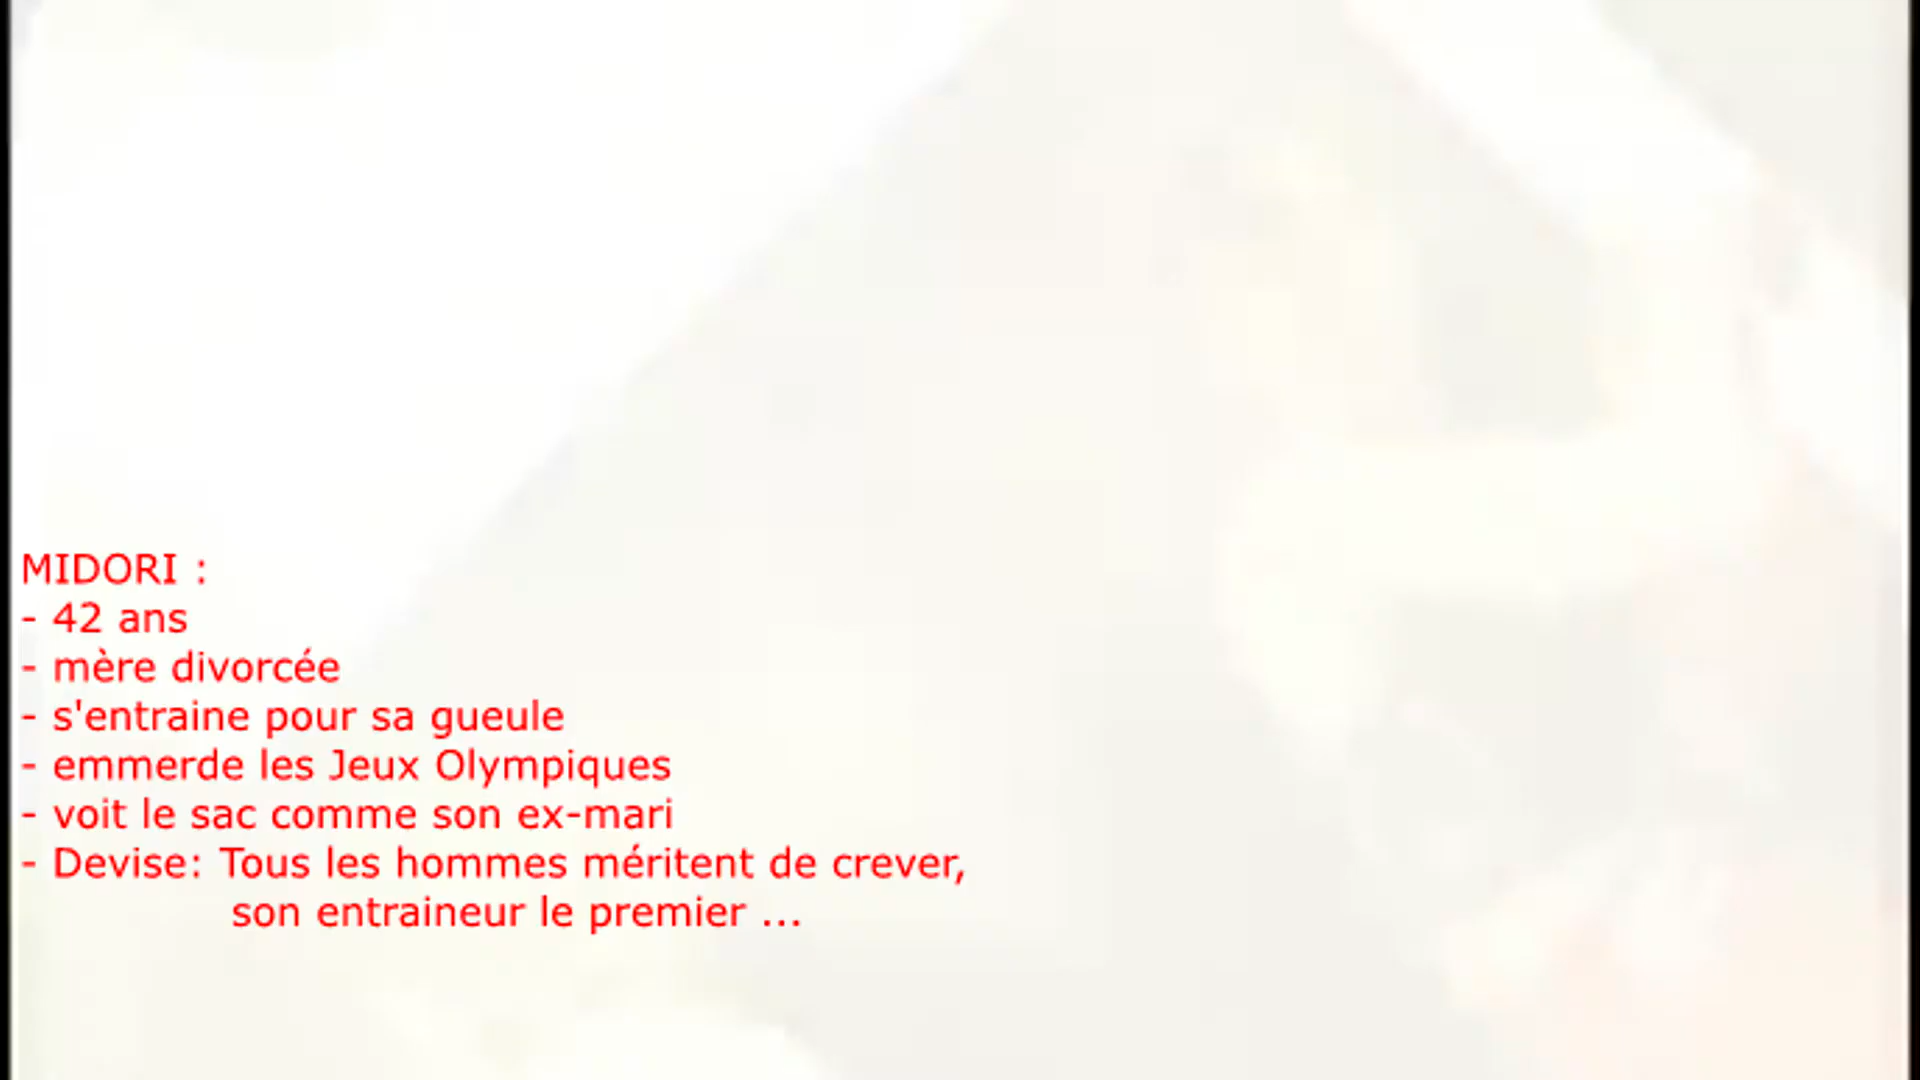 MIDORI :
- 42 ans
- mère divorcée
- s'entraine pour sa gueule
- emmerde les Jeux Olympiques
- voit le sac comme son ex-mari
- Devise: Tous les hommes méritent de crever,
son entraineur le premier ...